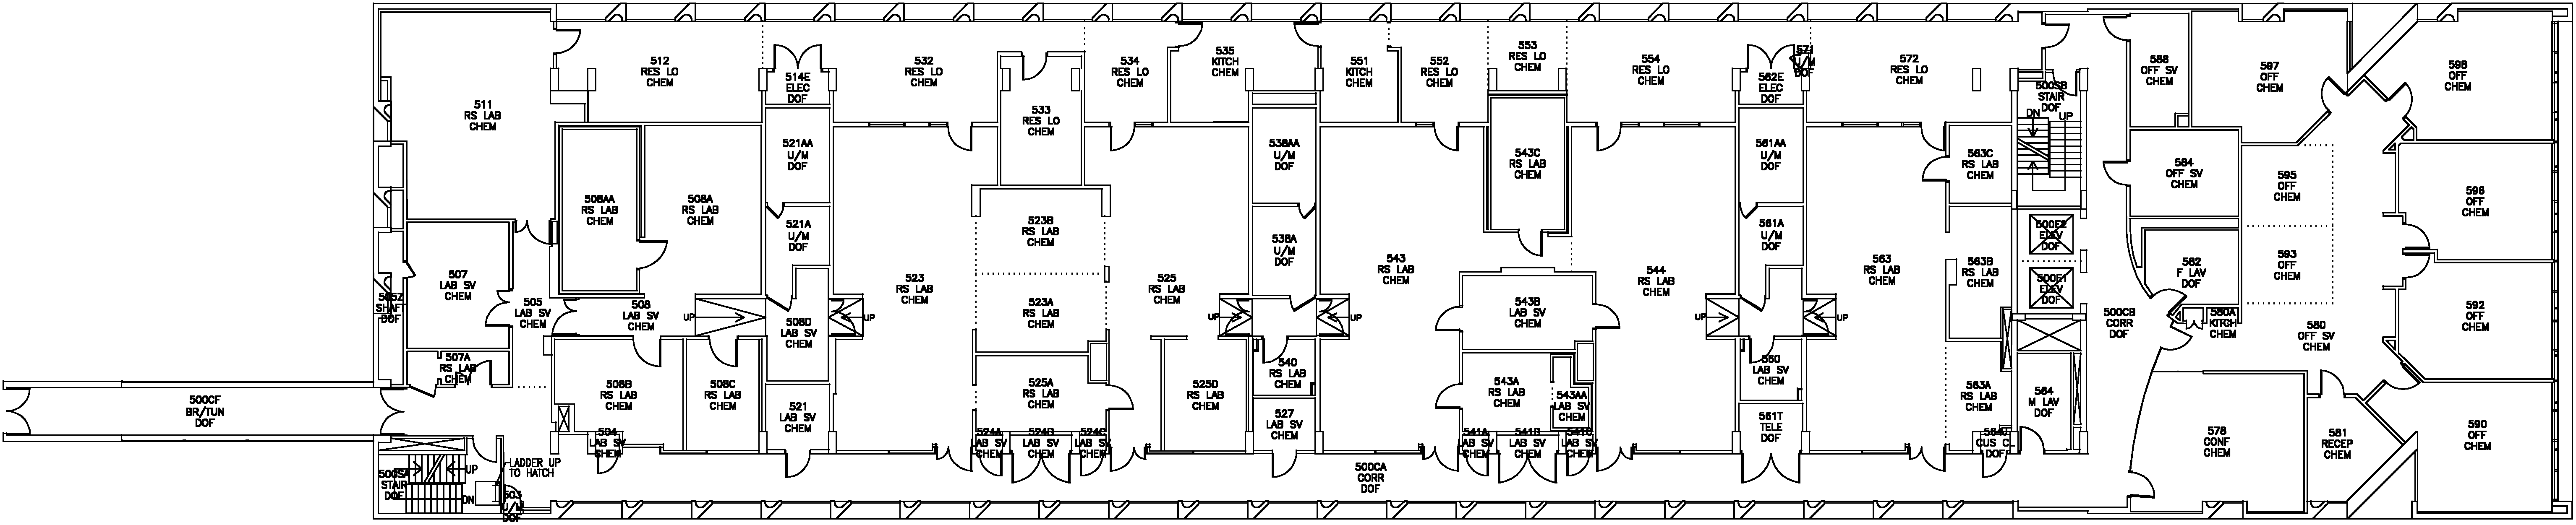 511
RS LAB
CHEM
512
RES LO
CHEM
514E
ELEC
DOF
532
RES LO
CHEM
533
RES LO
CHEM
534
RES LO
CHEM
535
KITCH
CHEM
551
KITCH
CHEM
552
RES LO
CHEM
553
RES LO
CHEM
554
RES LO
CHEM
562E
ELEC
DOF
571
U/M
DOF
572
RES LO
CHEM
500SB
STAIR
DOF
DN
UP
588
OFF SV
CHEM
597
OFF
CHEM
598
OFF
CHEM
508AA
RS LAB
CHEM
508A
RS LAB
CHEM
521AA
U/M
DOF
521A
U/M
DOF
523B
RS LAB
CHEM
538AA
U/M
DOF
538A
U/M
DOF
543C
RS LAB
CHEM
561AA
U/M
DOF
561A
U/M
DOF
563C
RS LAB
CHEM
584
OFF SV
CHEM
595
OFF
CHEM
596
OFF
CHEM
507
LAB SV
CHEM
505Z
SHAFT
DOF
505
LAB SV
CHEM
508
LAB SV
CHEM
UP
508D
LAB SV
CHEM
UP
523
RS LAB
CHEM
523A
RS LAB
CHEM
525
RS LAB
CHEM
UP
UP
543
RS LAB
CHEM
543B
LAB SV
CHEM
544
RS LAB
CHEM
UP
UP
563
RS LAB
CHEM
563B
RS LAB
CHEM
500E2
ELEV
DOF
500E1
ELEV
DOF
500CB
CORR
DOF
582
F LAV
DOF
580A
KITCH
CHEM
593
OFF
CHEM
580
OFF SV
CHEM
592
OFF
CHEM
507A
RS LAB
CHEM
508B
RS LAB
CHEM
508C
RS LAB
CHEM
521
LAB SV
CHEM
525A
RS LAB
CHEM
525D
RS LAB
CHEM
540
RS LAB
CHEM
527
LAB SV
CHEM
543A
RS LAB
CHEM
543AA
LAB SV
CHEM
560
LAB SV
CHEM
561T
TELE
DOF
563A
RS LAB
CHEM
564
M LAV
DOF
578
CONF
CHEM
581
RECEP
CHEM
590
OFF
CHEM
500CF
BR/TUN
DOF
504
LAB SV
CHEM
524A
LAB SV
CHEM
524B
LAB SV
CHEM
524C
LAB SV
CHEM
541A
LAB SV
CHEM
541B
LAB SV
CHEM
LAB SV
CHEM
CUS CL
DOF
500SA
STAIR
DOF
UP
DN
LADDER UP
TO HATCH
503
U/M
DOF
500CA
CORR
DOF